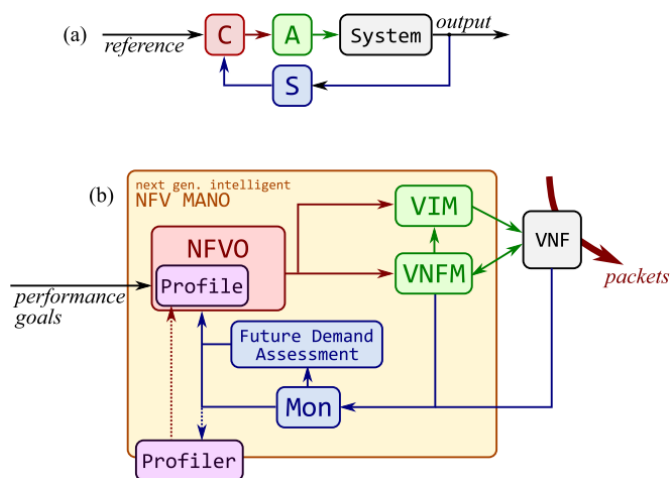 (a)
reference
C
A
System
output
S
(b)
next gen. intelligent
NFV MANO
NFVO
Profile
performance
goals
VIM
VNFM
VNF
packets
Future Demand
Assessment
Mon
Profiler